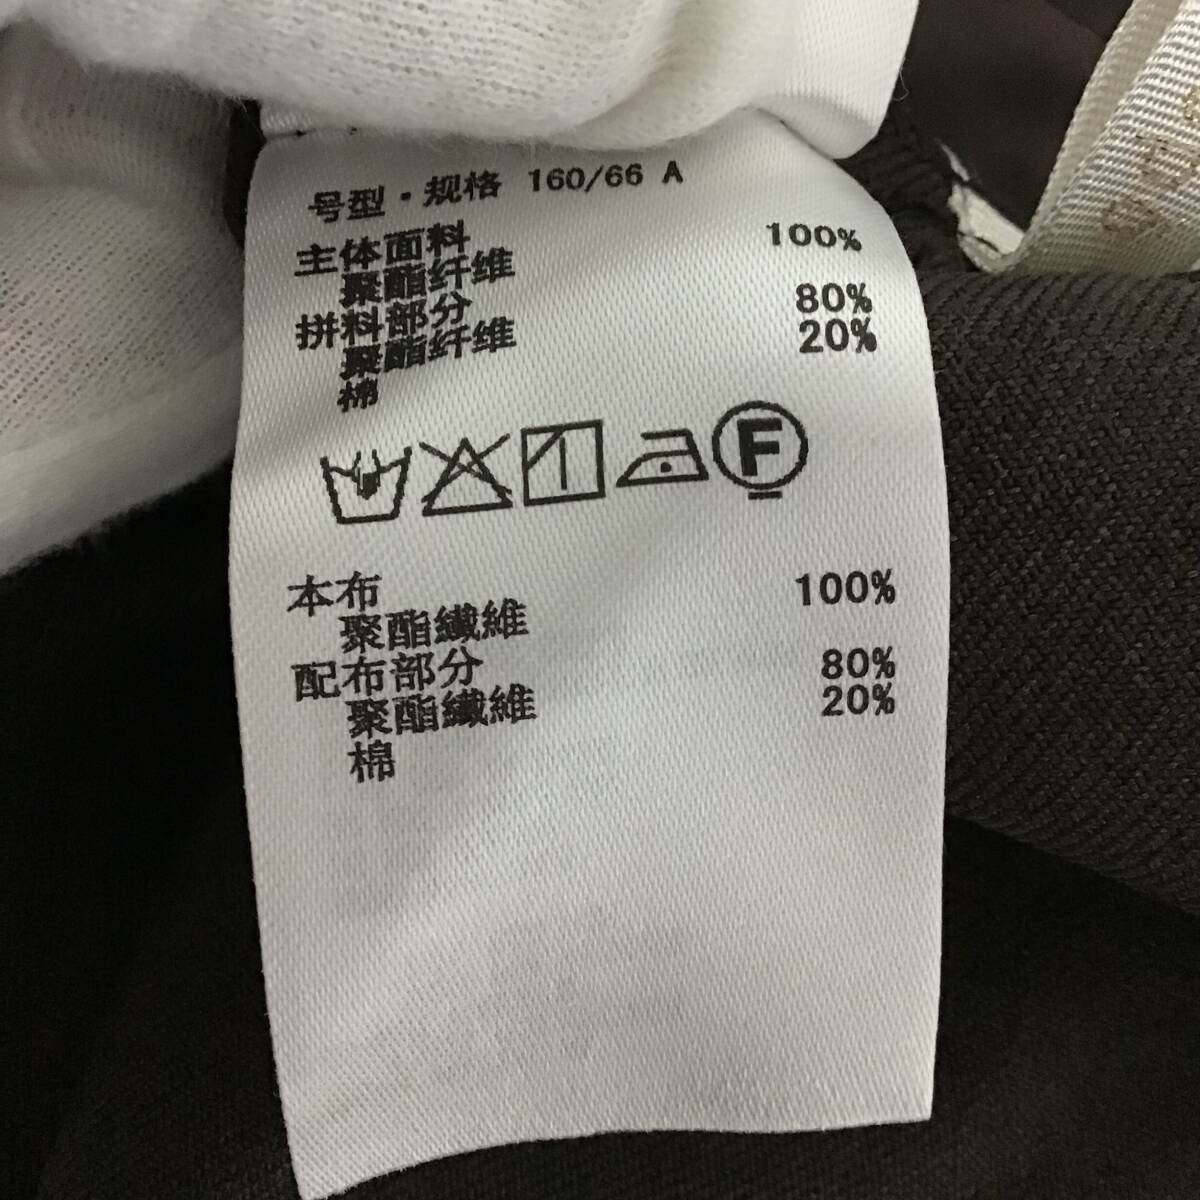 号型・规格 160/66 A
主体面料
聚酯纤维 100%
拼料部分
聚酯纤维 80%
棉 20%
F
本布
聚酯纖維 100%
配布部分
聚酯纖維 80%
棉 20%